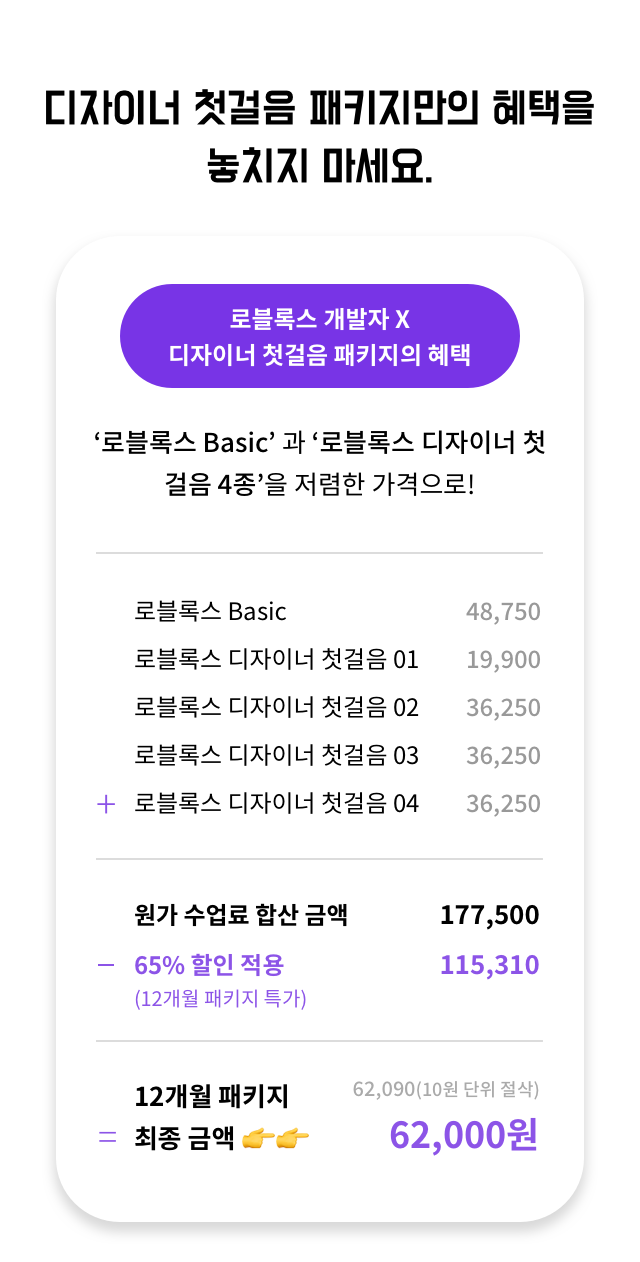 디자이너 첫걸음 패키지만의 혜택을
놓치지 마세요.
로블록스 개발자 X
디자이너 첫걸음 패키지의 혜택
‘로블록스 Basic’ 과 ‘로블록스 디자이너 첫
걸음 4종’을 저렴한 가격으로!
로블록스 Basic 48,750
로블록스 디자이너 첫걸음 01 19,900
로블록스 디자이너 첫걸음 02 36,250
로블록스 디자이너 첫걸음 03 36,250
+ 로블록스 디자이너 첫걸음 04 36,250
원가 수업료 합산 금액 177,500
– 65% 할인 적용 115,310
(12개월 패키지 특가)
12개월 패키지 62,090(10원 단위 절삭)
= 최종 금액 👉👉 62,000원